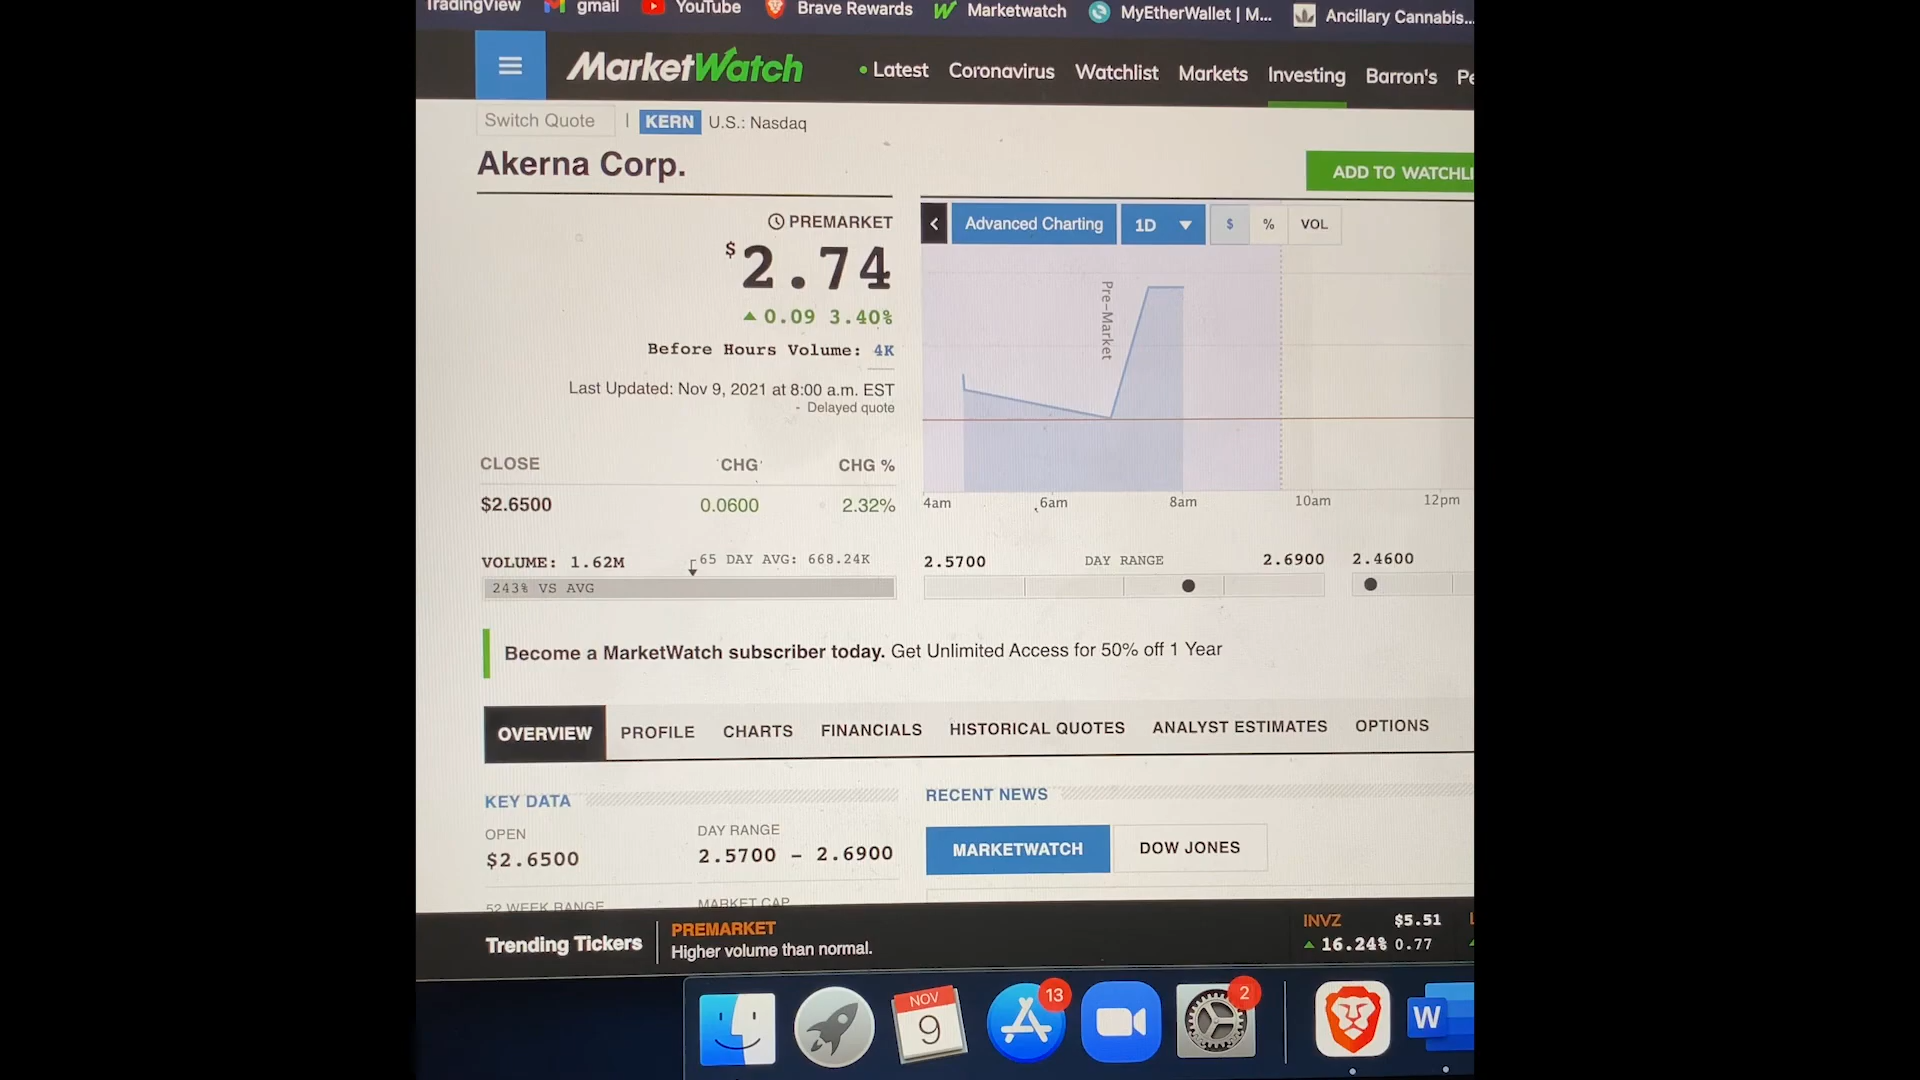 TradingView gmail YouTube Brave Rewards Marketwatch MyEtherWallet | M... Ancillary Cannabis...
MarketWatch Latest Coronavirus Watchlist Markets Investing Barron's
Switch Quote | KERN U.S.: Nasdaq
Akerna Corp.
ADD TO WATCHLI
PREMARKET
$2.74
0.09 3.40%
Before Hours Volume: 4K
Last Updated: Nov 9, 2021 at 8:00 a.m. EST
- Delayed quote
CLOSE CHG CHG %
$2.6500 0.0600 2.32%
VOLUME: 1.62M 65 DAY AVG: 668.24K
243% VS AVG
Advanced Charting 1D $ % VOL
Pre-Market
4am 6am 8am 10am 12pm
2.5700 DAY RANGE 2.6900 2.4600
Become a MarketWatch subscriber today. Get Unlimited Access for 50% off 1 Year
OVERVIEW PROFILE CHARTS FINANCIALS HISTORICAL QUOTES ANALYST ESTIMATES OPTIONS
KEY DATA
OPEN DAY RANGE
$2.6500 2.5700 - 2.6900
52 WEEK RANGE MARKET CAP
RECENT NEWS
MARKETWATCH DOW JONES
Trending Tickers
PREMARKET
Higher volume than normal.
INVZ $5.51
16.24% 0.77
NOV
9
13
2
W